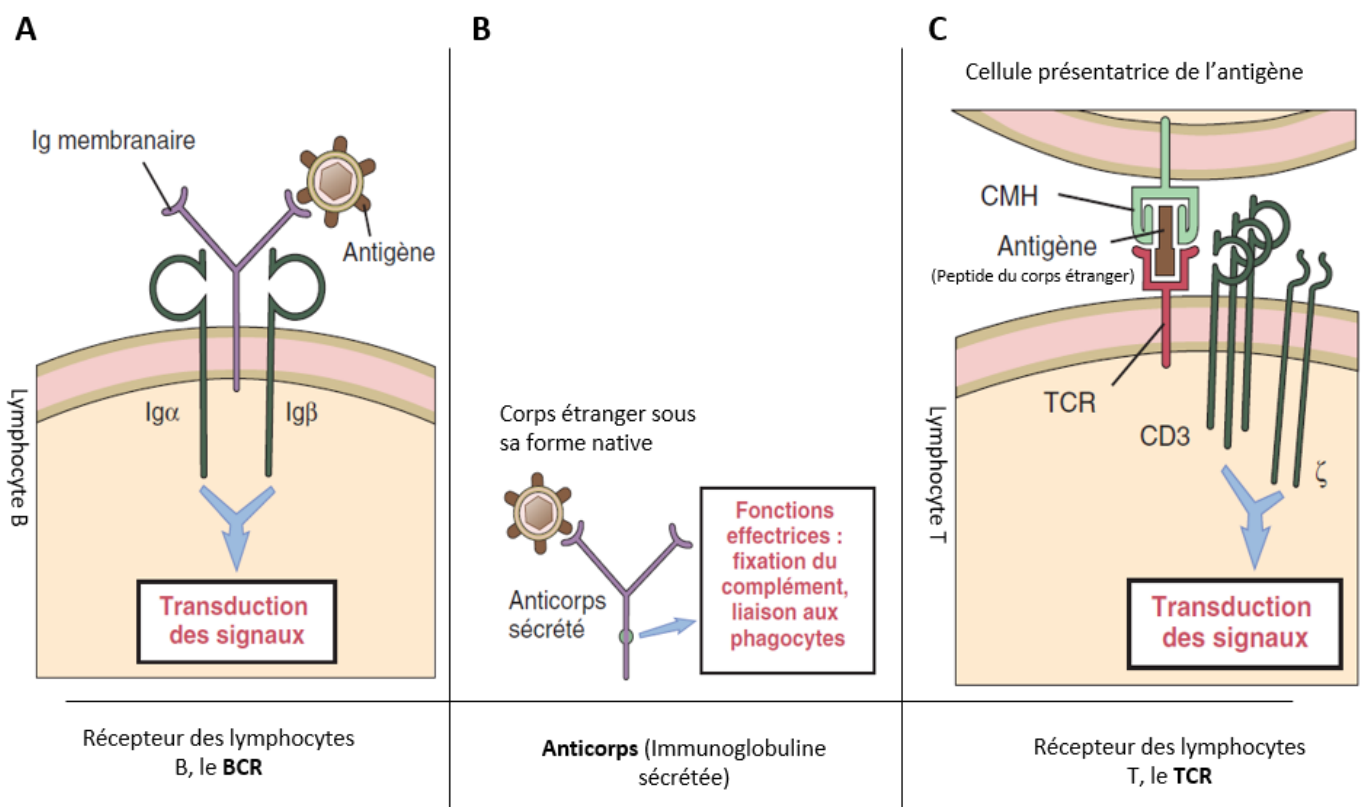 A
Ig membranaire
Antigène
Igα
Igβ
Lymphocyte B
Transduction
des signaux
Récepteur des lymphocytes
B, le BCR
B
Corps étranger sous
sa forme native
Anticorps
sécrété
Fonctions
effectrices :
fixation du
complément,
liaison aux
phagocytes
Anticorps (Immunoglobuline
sécrétée)
C
Cellule présentatrice de l’antigène
CMH
Antigène
(Peptide du corps étranger)
TCR
CD3
ζ
Lymphocyte T
Transduction
des signaux
Récepteur des lymphocytes
T, le TCR